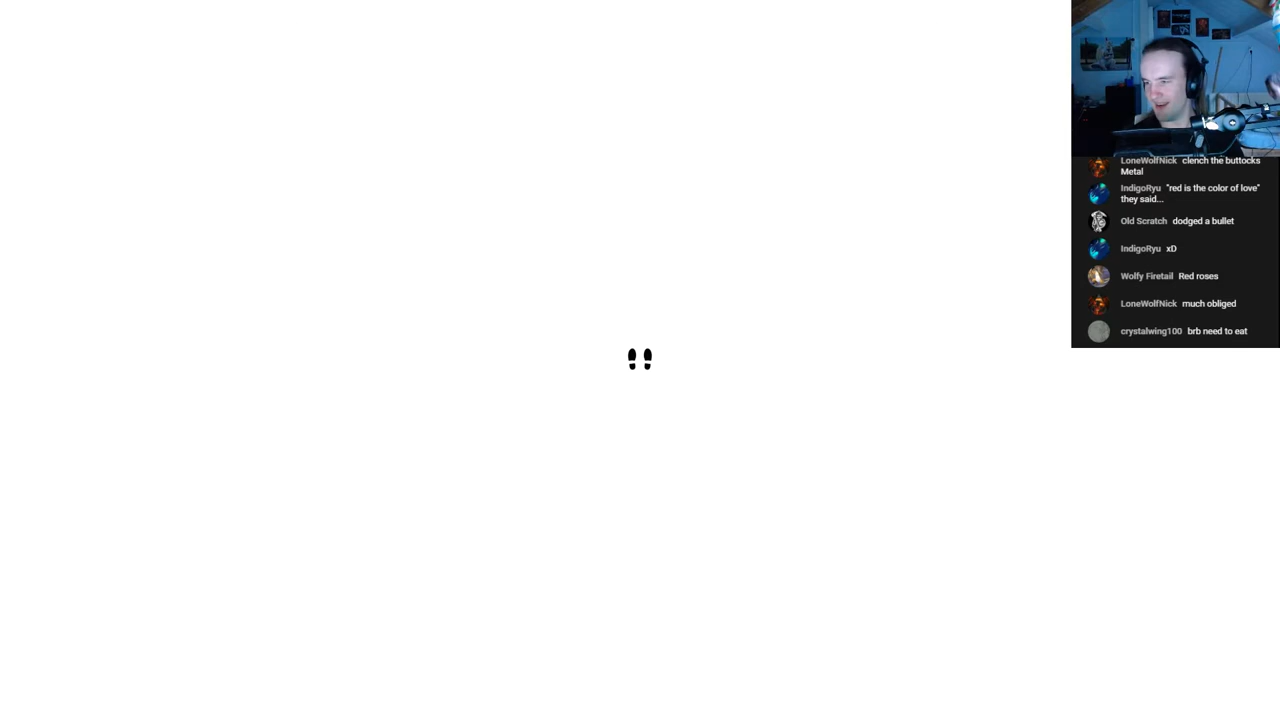 LoneWolfNick clench the buttocks
Metal
IndigoRyu "red is the color of love"
they said...
Old Scratch dodged a bullet
IndigoRyu xD
Wolfy Firetail Red roses
LoneWolfNick much obliged
crystalwing100 brb need to eat